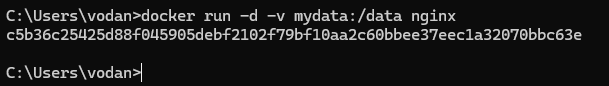 C:\Users\vodan>docker run -d -v mydata:/data nginx
c5b36c25425d88f045905debf2102f79bf10aa2c60bbee37eec1a32070bbc63e
C:\Users\vodan>